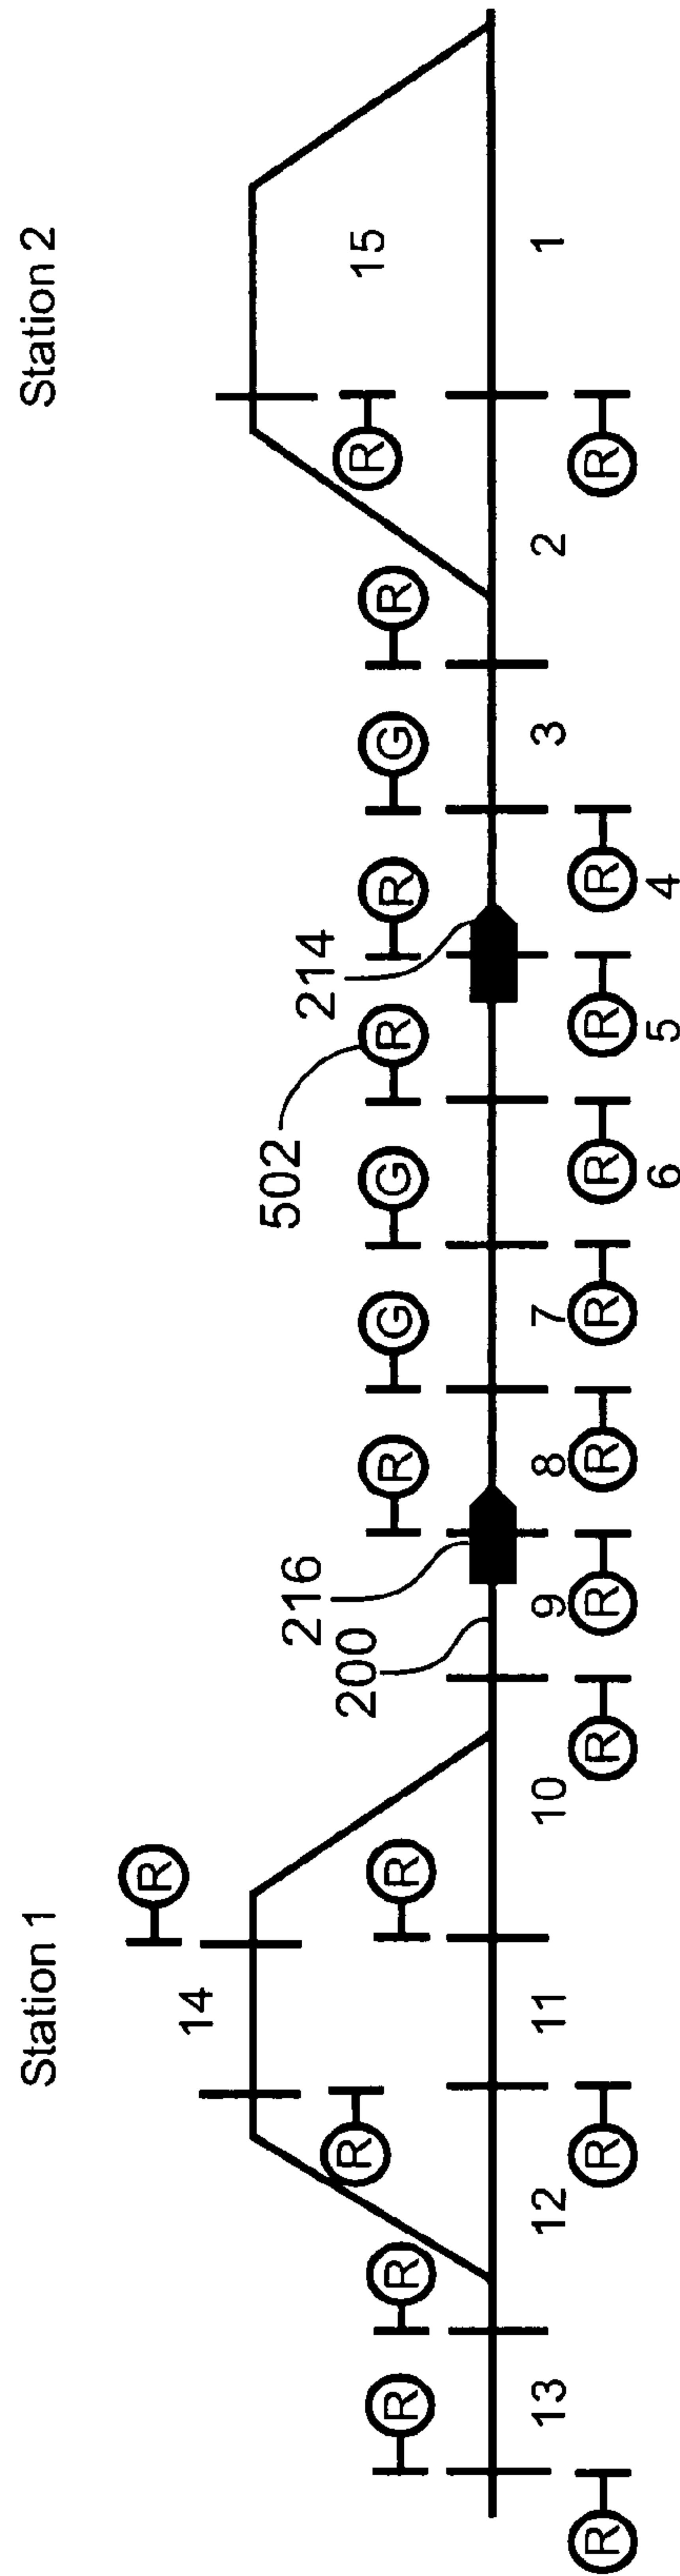 Station 1 Station 2
R
14
216 502 214
200
R R R R R G G R R G R R 15
13 12 11 10 9 8 7 3 2 1
R R R R R R R R R R
6 5 4